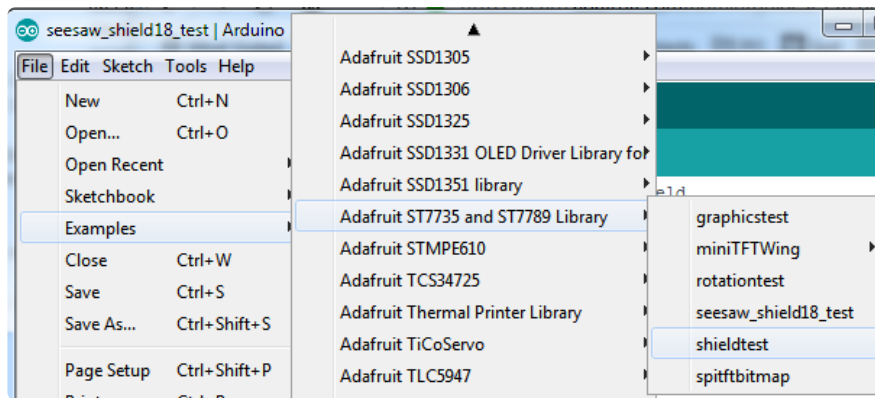 seesaw_shield18_test | Arduino
File Edit Sketch Tools Help
New Ctrl+N
Open... Ctrl+O
Open Recent
Sketchbook
Examples
Close Ctrl+W
Save Ctrl+S
Save As... Ctrl+Shift+S
Page Setup Ctrl+Shift+P
Adafruit SSD1305
Adafruit SSD1306
Adafruit SSD1325
Adafruit SSD1331 OLED Driver Library for
Adafruit SSD1351 library
Adafruit ST7735 and ST7789 Library
Adafruit STMPE610
Adafruit TCS34725
Adafruit Thermal Printer Library
Adafruit TiCoServo
Adafruit TLC5947
eld
graphicstest
miniTFTWing
rotationtest
seesaw_shield18_test
shieldtest
spitftbitmap